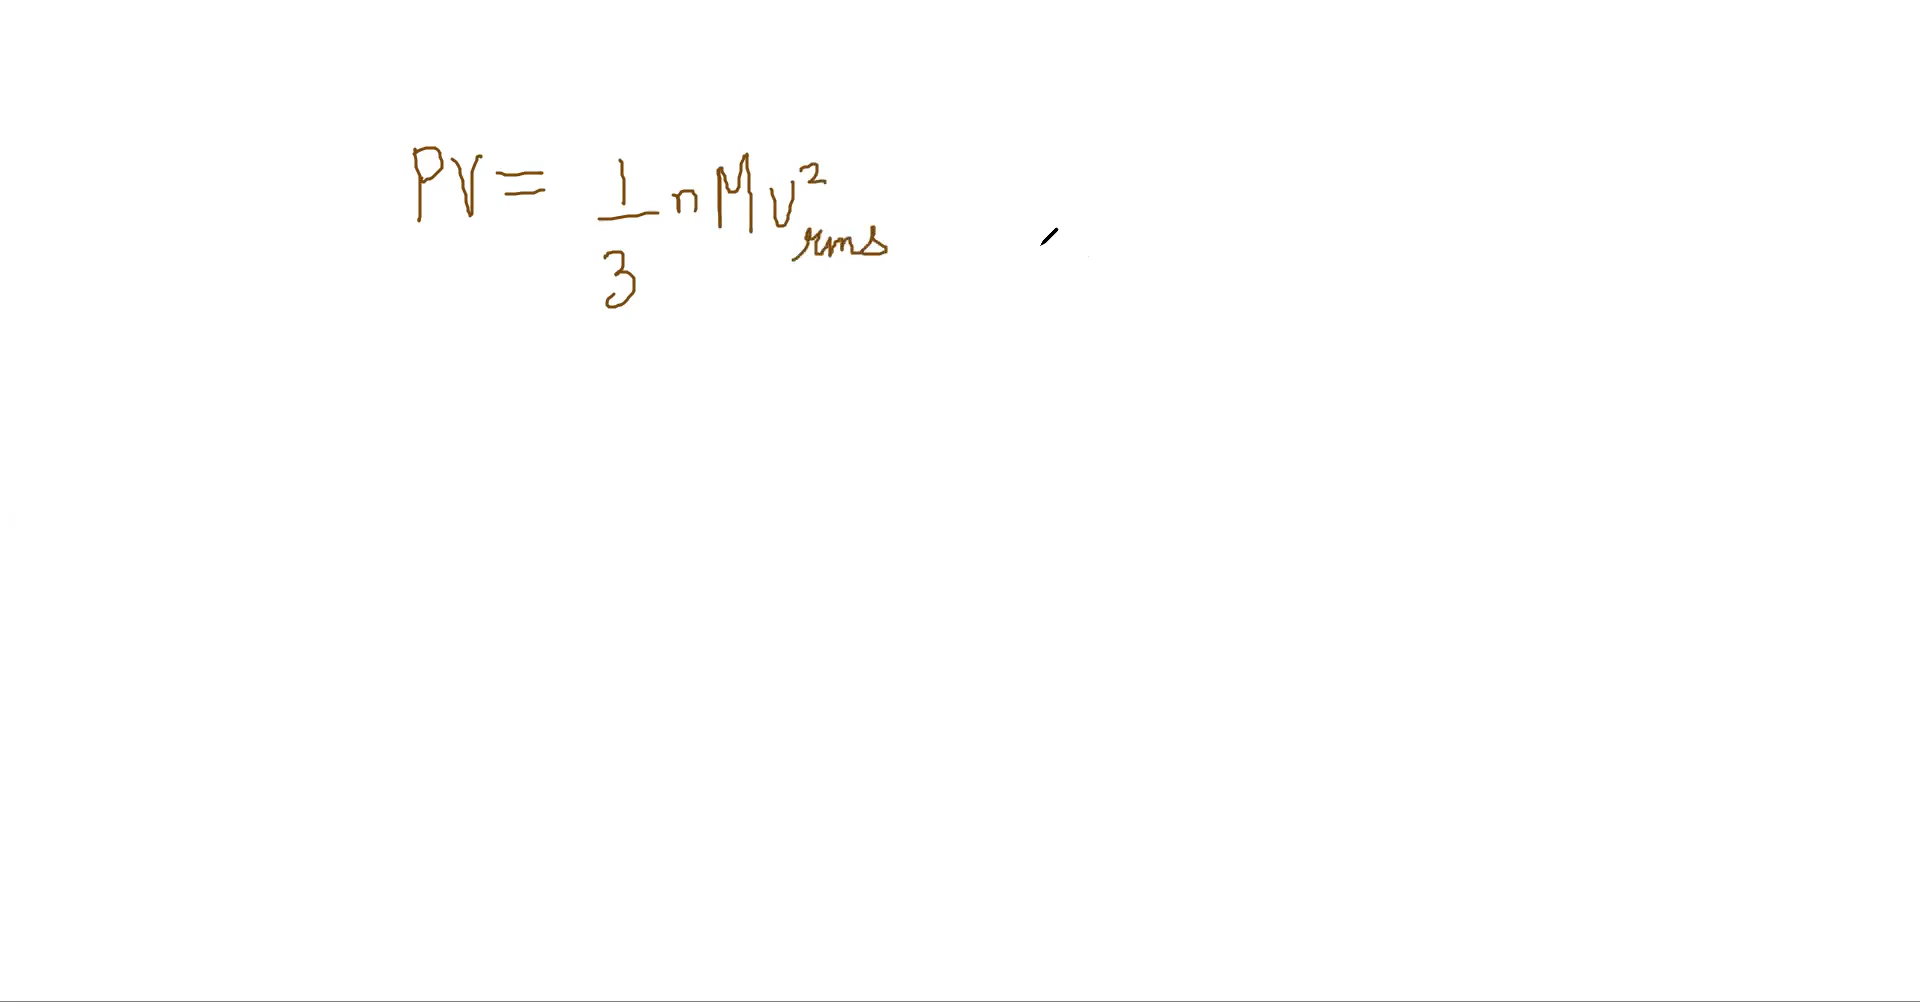 PV = 1/3 nMv²rms